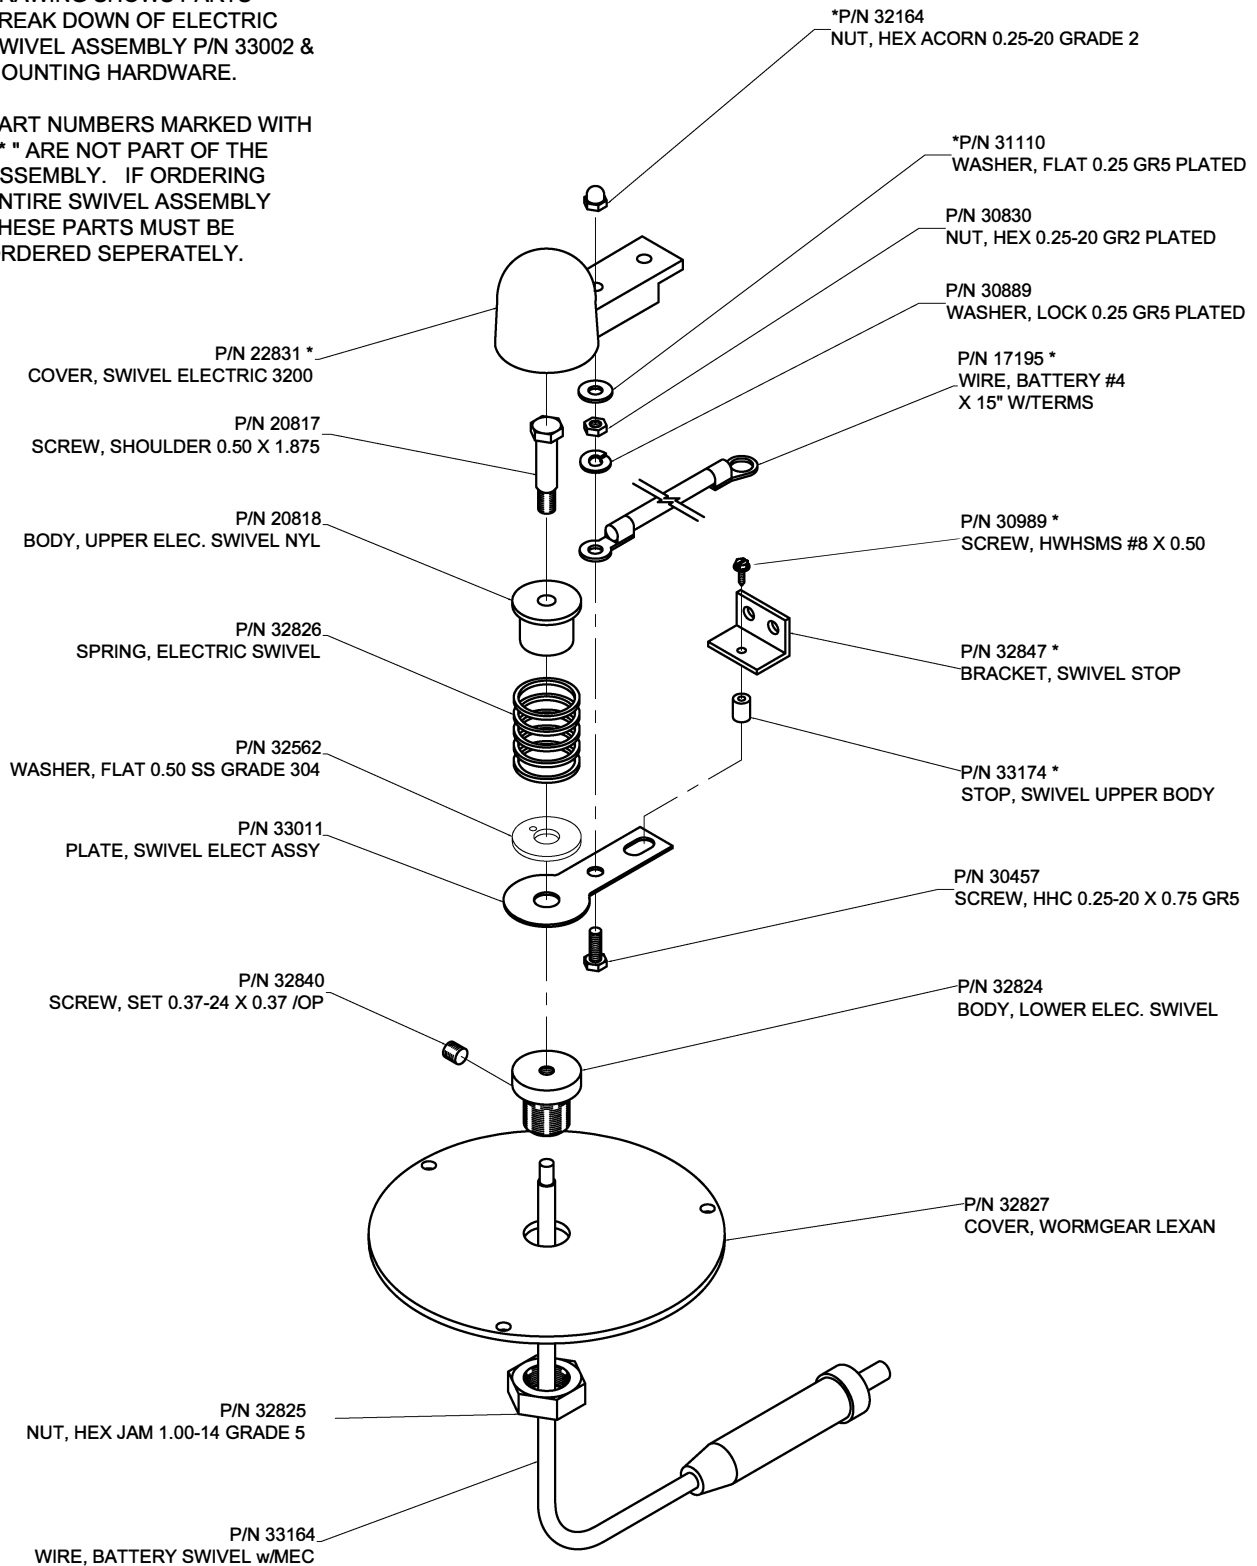 RAWING SHOWS PARTS
REAK DOWN OF ELECTRIC
WIVEL ASSEMBLY P/N 33002 &
OUNTING HARDWARE.
ART NUMBERS MARKED WITH
* " ARE NOT PART OF THE
SSEMBLY. IF ORDERING
NTIRE SWIVEL ASSEMBLY
HESE PARTS MUST BE
RDERED SEPERATELY.
*P/N 32164
NUT, HEX ACORN 0.25-20 GRADE 2
*P/N 31110
WASHER, FLAT 0.25 GR5 PLATED
P/N 30830
NUT, HEX 0.25-20 GR2 PLATED
P/N 30889
WASHER, LOCK 0.25 GR5 PLATED
P/N 22831 *
COVER, SWIVEL ELECTRIC 3200
P/N 17195 *
WIRE, BATTERY #4
X 15" W/TERMS
P/N 20817
SCREW, SHOULDER 0.50 X 1.875
P/N 20818
BODY, UPPER ELEC. SWIVEL NYL
P/N 30989 *
SCREW, HWHSMS #8 X 0.50
P/N 32826
SPRING, ELECTRIC SWIVEL
P/N 32847 *
BRACKET, SWIVEL STOP
P/N 32562
WASHER, FLAT 0.50 SS GRADE 304
P/N 33174 *
STOP, SWIVEL UPPER BODY
P/N 33011
PLATE, SWIVEL ELECT ASSY
P/N 30457
SCREW, HHC 0.25-20 X 0.75 GR5
P/N 32840
SCREW, SET 0.37-24 X 0.37 /OP
P/N 32824
BODY, LOWER ELEC. SWIVEL
P/N 32827
COVER, WORMGEAR LEXAN
P/N 32825
NUT, HEX JAM 1.00-14 GRADE 5
P/N 33164
WIRE, BATTERY SWIVEL w/MEC